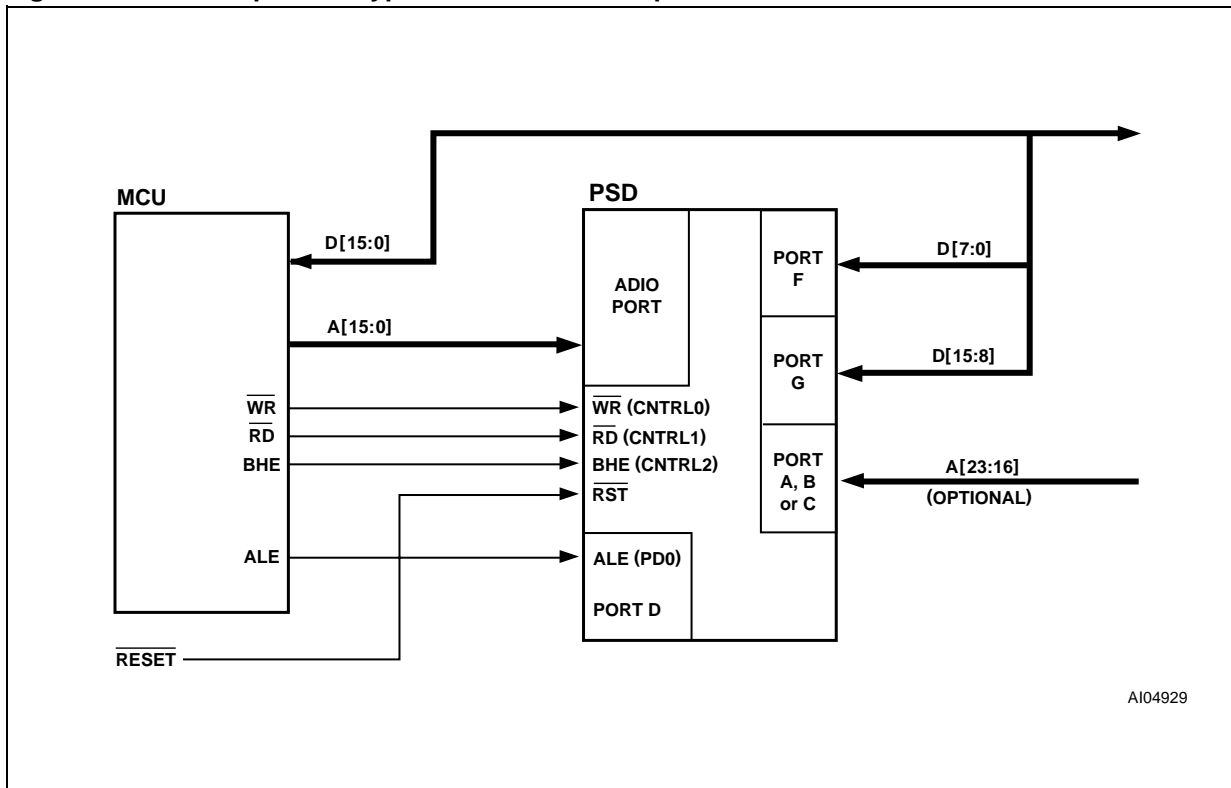 MCU
PSD
D[15:0]
D[7:0]
ADIO
PORT
PORT
F
A[15:0]
D[15:8]
PORT
G
WR
WR (CNTRL0)
RD
RD (CNTRL1)
BHE
BHE (CNTRL2)
RST
PORT
A, B
or C
A[23:16]
(OPTIONAL)
ALE
ALE (PD0)
PORT D
RESET
AI04929